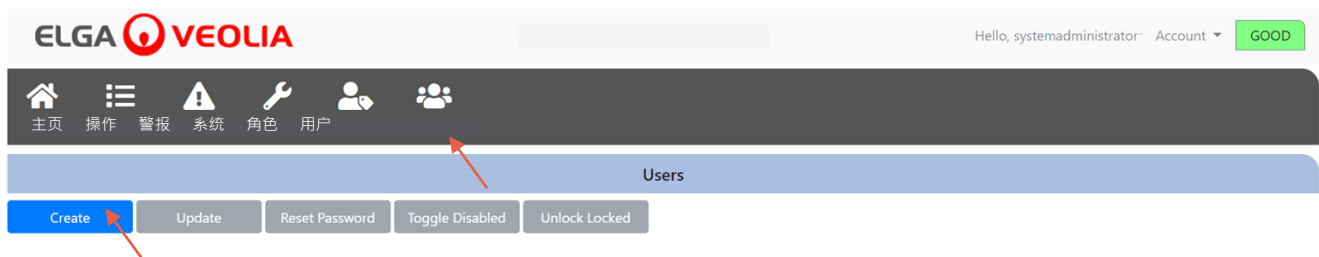 ELGA VEOLIA
Hello, systemadministrator Account GOOD
主页 操作 警报 系统 角色 用户
Users
Create Update Reset Password Toggle Disabled Unlock Locked